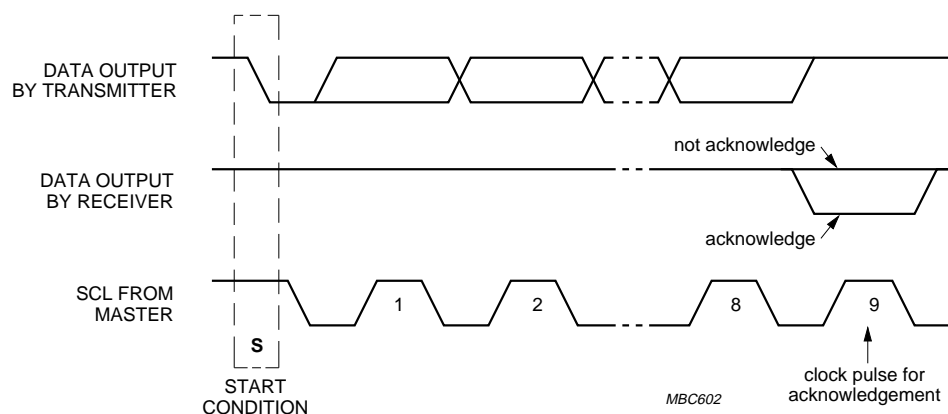 DATA OUTPUT
BY TRANSMITTER
not acknowledge
DATA OUTPUT
BY RECEIVER
acknowledge
SCL FROM
MASTER
1
2
8
9
S
START
CONDITION
MBC602
clock pulse for
acknowledgement